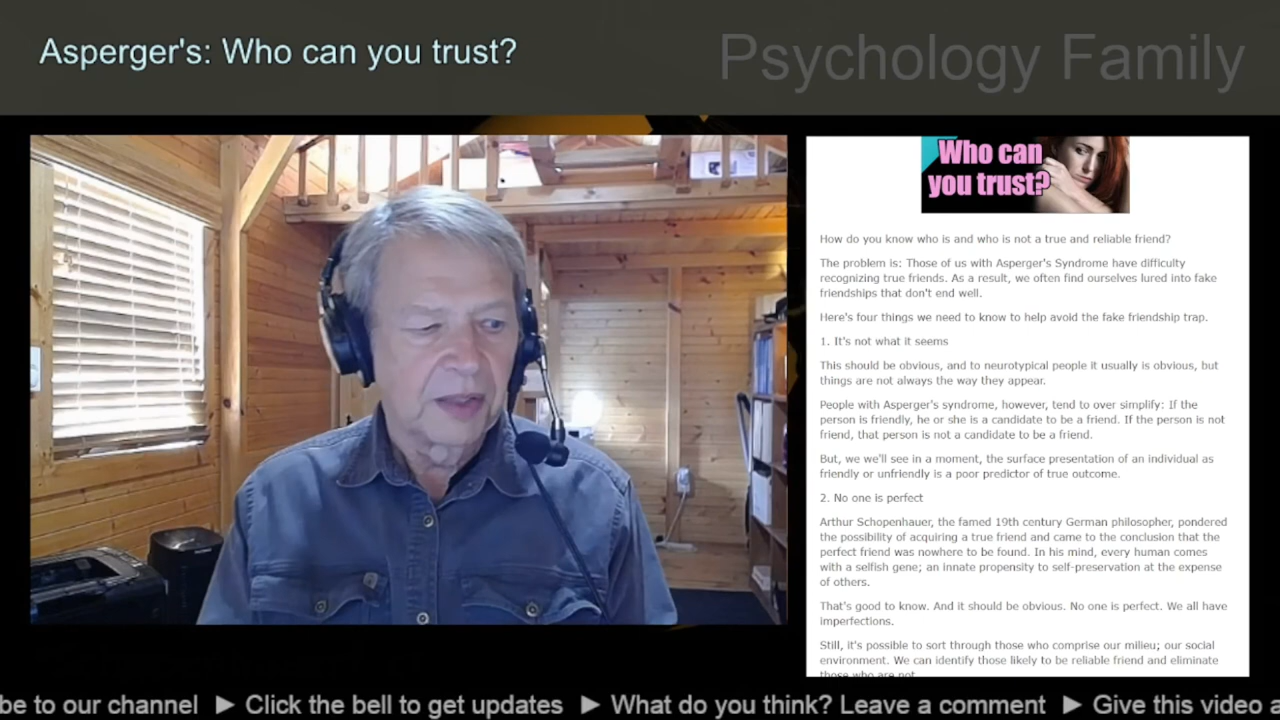 Asperger's: Who can you trust?
Psychology Family
Who can
you trust?
How do you know who is and who is not a true and reliable friend?
The problem is: Those of us with Asperger's Syndrome have difficulty
recognizing true friends. As a result, we often find ourselves lured into fake
friendships that don't end well.
Here's four things we need to know to help avoid the fake friendship trap.
1. It's not what it seems
This should be obvious, and to neurotypical people it usually is obvious, but
things are not always the way they appear.
People with Asperger's syndrome, however, tend to over simplify: If the
person is friendly, he or she is a candidate to be a friend. If the person is not
friend, that person is not a candidate to be a friend.
But, we we'll see in a moment, the surface presentation of an individual as
friendly or unfriendly is a poor predictor of true outcome.
2. No one is perfect
Arthur Schopenhauer, the famed 19th century German philosopher, pondered
the possibility of acquiring a true friend and came to the conclusion that the
perfect friend was nowhere to be found. In his mind, every human comes
with a selfish gene; an innate propensity to self-preservation at the expense
of others.
That's good to know. And it should be obvious. No one is perfect. We all have
imperfections.
Still, it's possible to sort through those who comprise our milieu; our social
environment. We can identify those likely to be reliable friend and eliminate
those who are not
be to our channel ► Click the bell to get updates ► What do you think? Leave a comment ► Give this video a